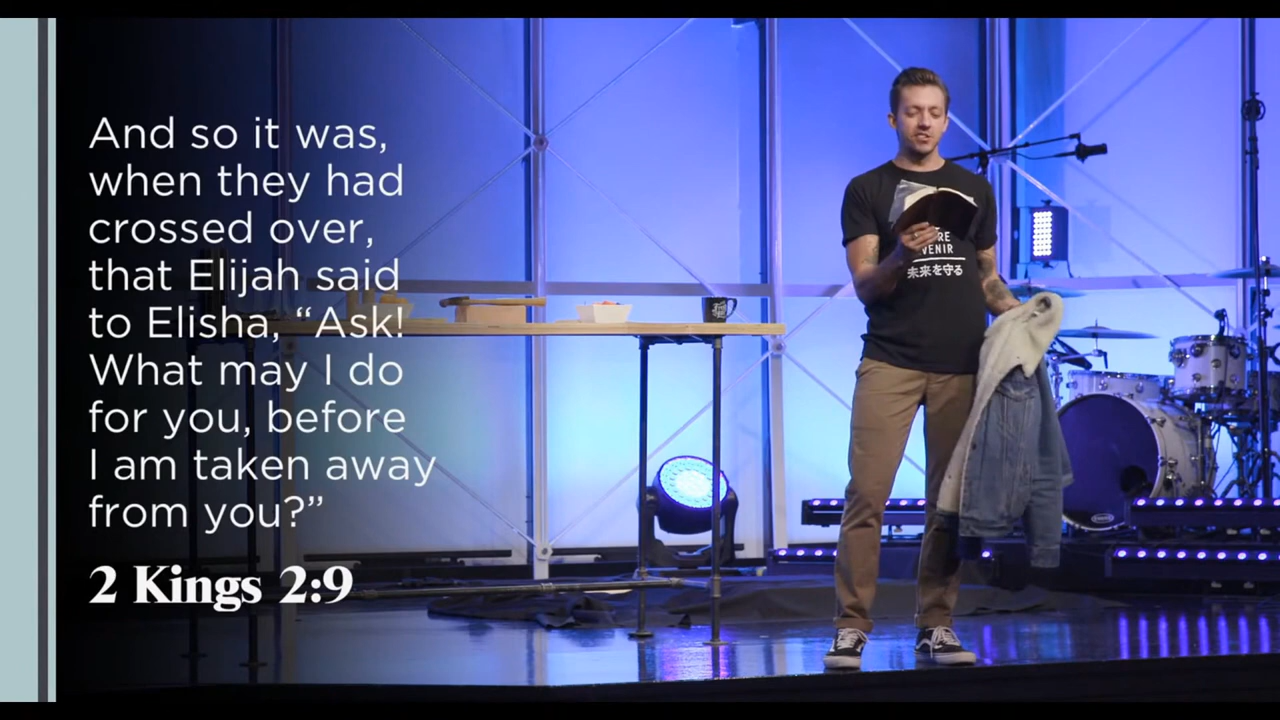 And so it was,
when they had
crossed over,
that Elijah said
to Elisha, “Ask!
What may I do
for you, before
I am taken away
from you?”
2 Kings 2:9
VENIR
未来を守る